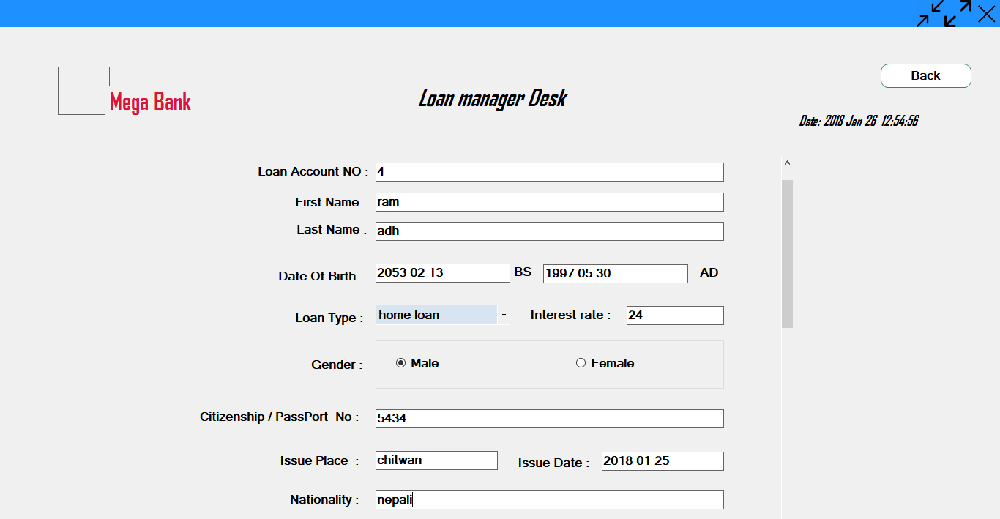 Back
Mega Bank
Loan manager Desk
Date: 2018 Jan 26 12:54:56
Loan Account NO : 4
First Name : ram
Last Name : adh
Date Of Birth : 2053 02 13 BS 1997 05 30 AD
Loan Type : home loan Interest rate : 24
Gender : Male Female
Citizenship / PassPort No : 5434
Issue Place : chitwan Issue Date : 2018 01 25
Nationality : nepali